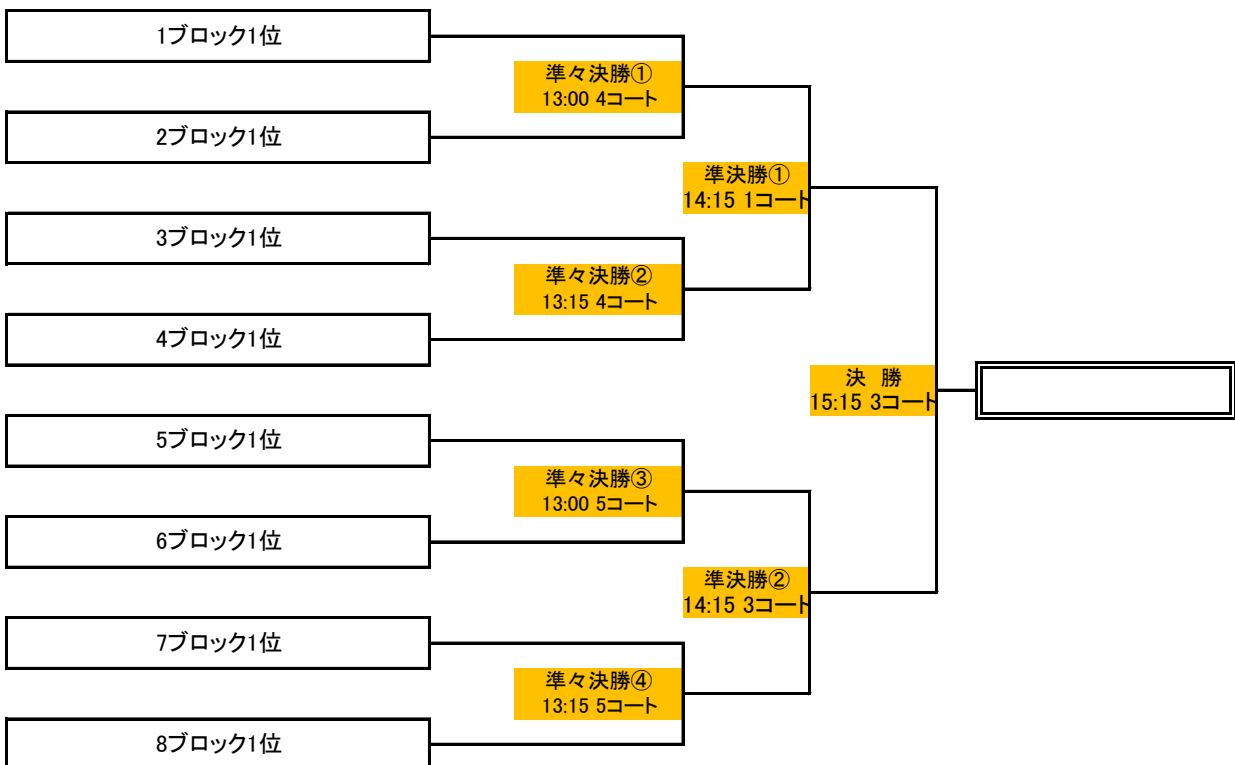 1ブロック1位
準々決勝①
13:00 4コート
2ブロック1位
準決勝①
14:15 1コート
3ブロック1位
準々決勝②
13:15 4コート
4ブロック1位
決 勝
15:15 3コート
5ブロック1位
準々決勝③
13:00 5コート
6ブロック1位
準決勝②
14:15 3コート
7ブロック1位
準々決勝④
13:15 5コート
8ブロック1位